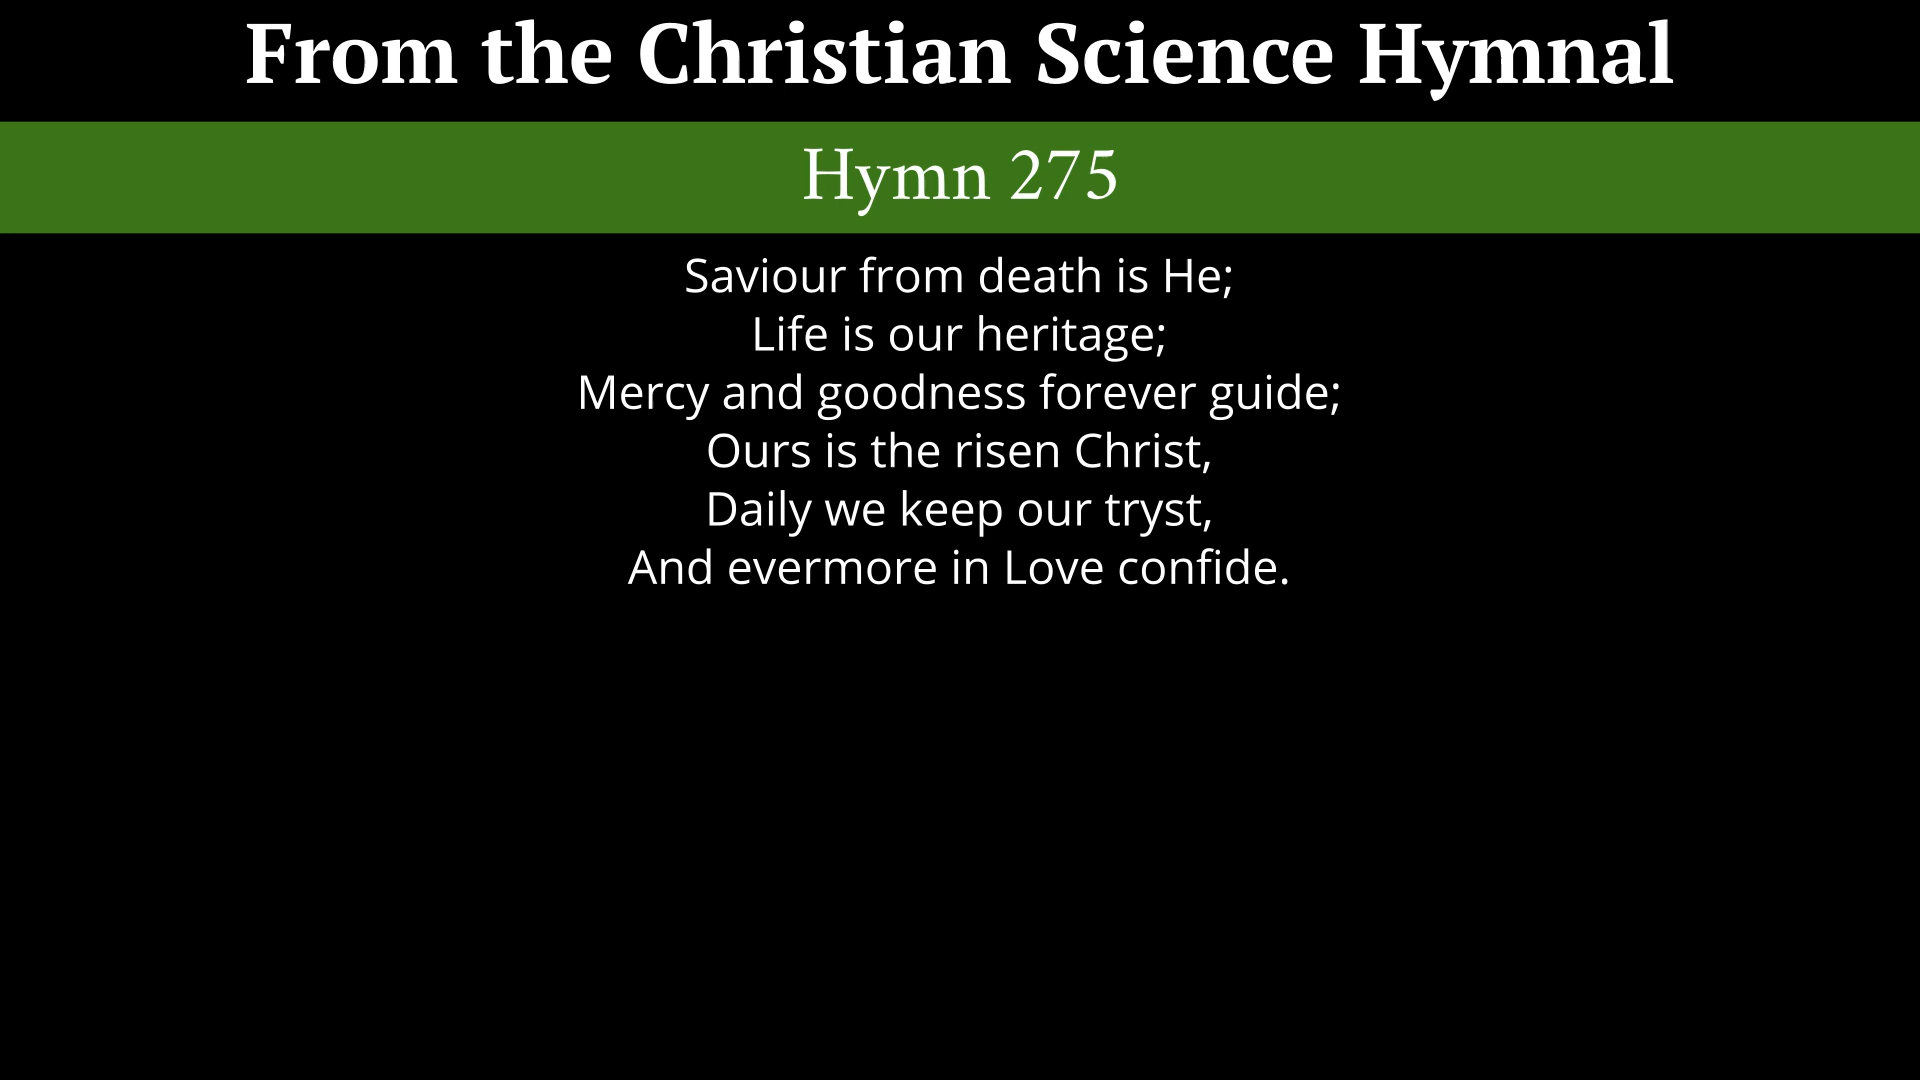 From the Christian Science Hymnal
Hymn 275
Saviour from death is He;
Life is our heritage;
Mercy and goodness forever guide;
Ours is the risen Christ,
Daily we keep our tryst,
And evermore in Love confide.